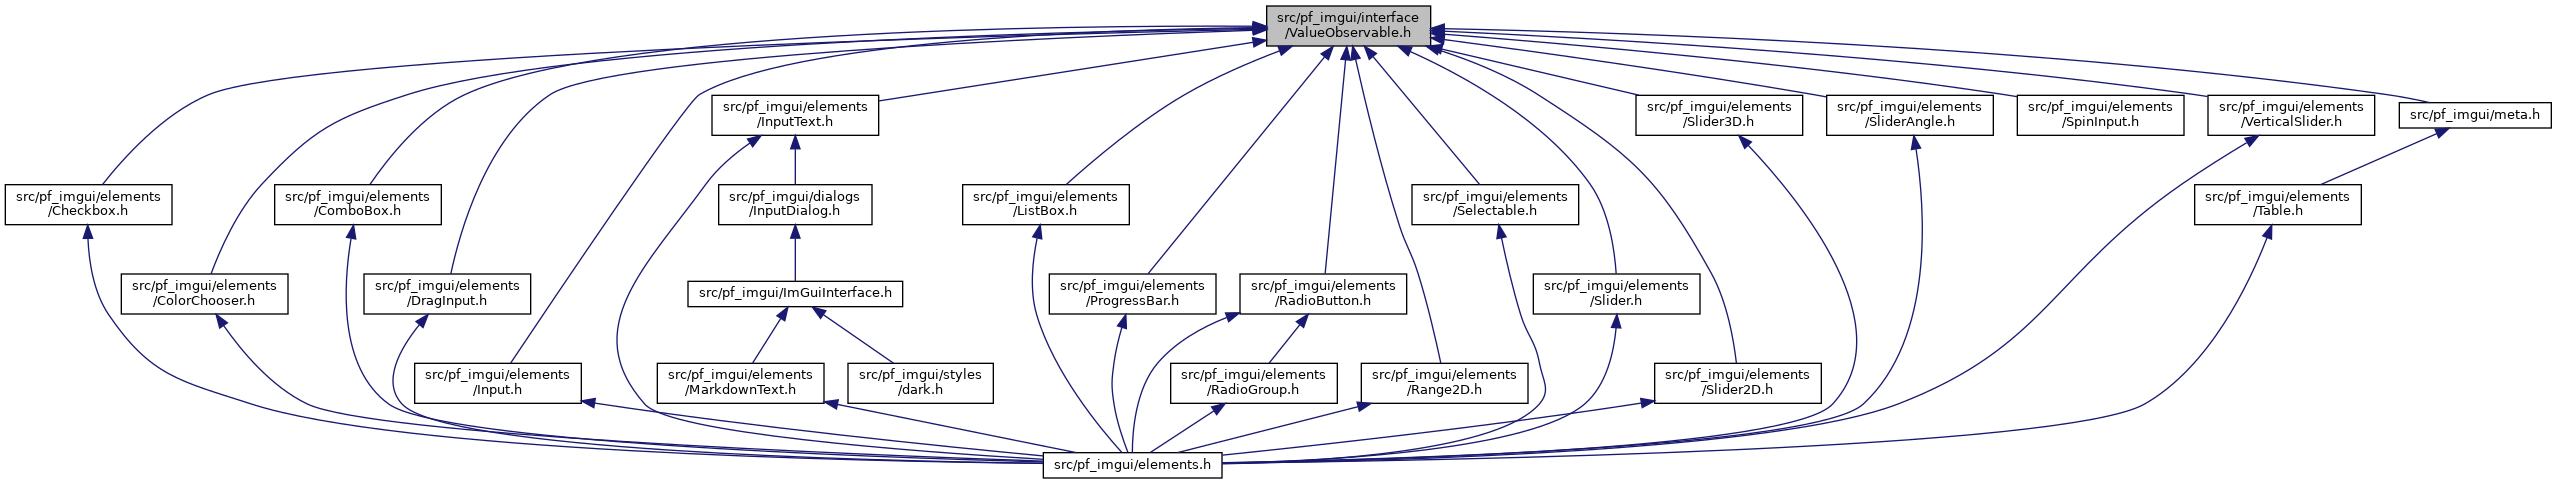 src/pf_imgui/interface
/ValueObservable.h
src/pf_imgui/elements
/InputText.h
src/pf_imgui/elements
/Slider3D.h
src/pf_imgui/elements
/SliderAngle.h
src/pf_imgui/elements
/SpinInput.h
src/pf_imgui/elements
/VerticalSlider.h
src/pf_imgui/meta.h
src/pf_imgui/elements
/Checkbox.h
src/pf_imgui/elements
/ComboBox.h
src/pf_imgui/dialogs
/InputDialog.h
src/pf_imgui/elements
/ListBox.h
src/pf_imgui/elements
/Selectable.h
src/pf_imgui/elements
/Table.h
src/pf_imgui/elements
/ColorChooser.h
src/pf_imgui/elements
/DragInput.h
src/pf_imgui/ImGuiInterface.h
src/pf_imgui/elements
/ProgressBar.h
src/pf_imgui/elements
/RadioButton.h
src/pf_imgui/elements
/Slider.h
src/pf_imgui/elements
/Input.h
src/pf_imgui/elements
/MarkdownText.h
src/pf_imgui/styles
/dark.h
src/pf_imgui/elements
/RadioGroup.h
src/pf_imgui/elements
/Range2D.h
src/pf_imgui/elements
/Slider2D.h
src/pf_imgui/elements.h